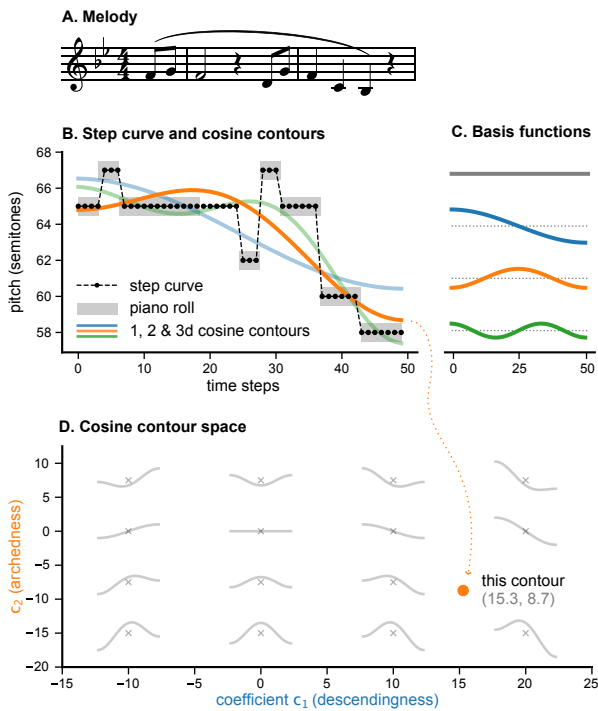 A. Melody
4
4
B. Step curve and cosine contours
C. Basis functions
68
66
64
62
60
58
pitch (semitones)
step curve
piano roll
1, 2 & 3d cosine contours
0 10 20 30 40 50
time steps
0 25 50
D. Cosine contour space
10
5
0
−5
−10
−15
−20
c₂ (archedness)
this contour
(15.3, 8.7)
−15 −10 −5 0 5 10 15 20 25
coefficient c₁ (descendingness)